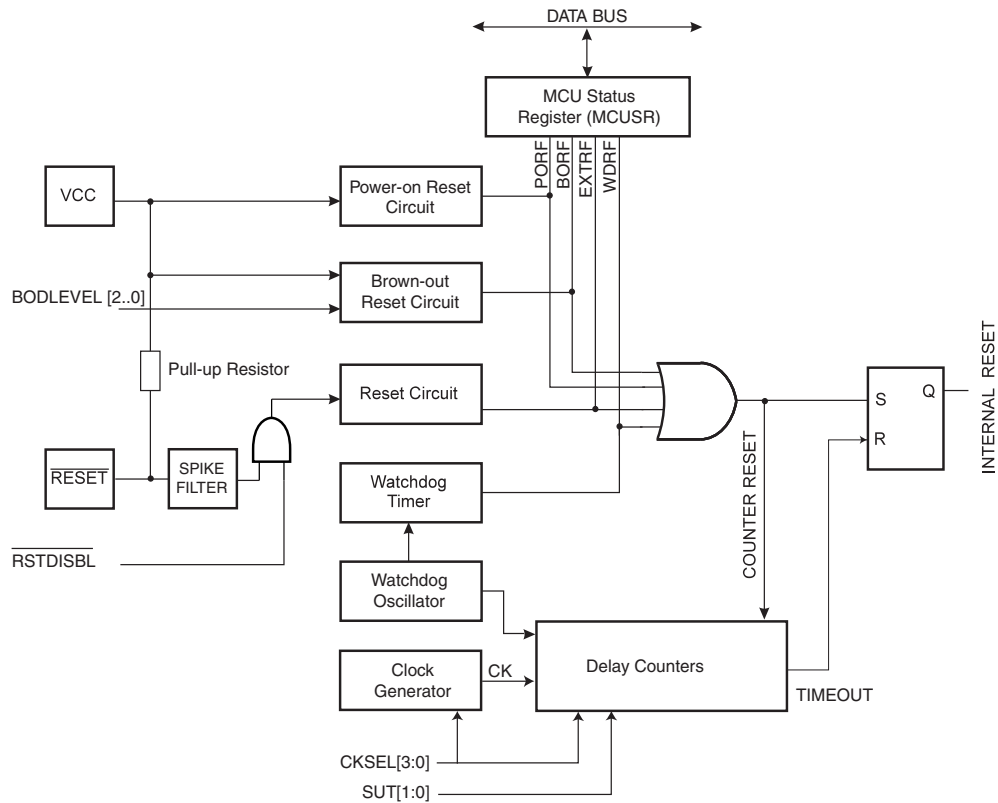 DATA BUS
MCU Status
Register (MCUSR)
PORF
BORF
EXTRF
WDRF
VCC
Power-on Reset
Circuit
BODLEVEL [2..0]
Brown-out
Reset Circuit
Pull-up Resistor
Reset Circuit
RESET
SPIKE
FILTER
RSTDISBL
Watchdog
Timer
Watchdog
Oscillator
Clock
Generator
CK
Delay Counters
CKSEL[3:0]
SUT[1:0]
COUNTER RESET
TIMEOUT
S
R
Q
INTERNAL RESET